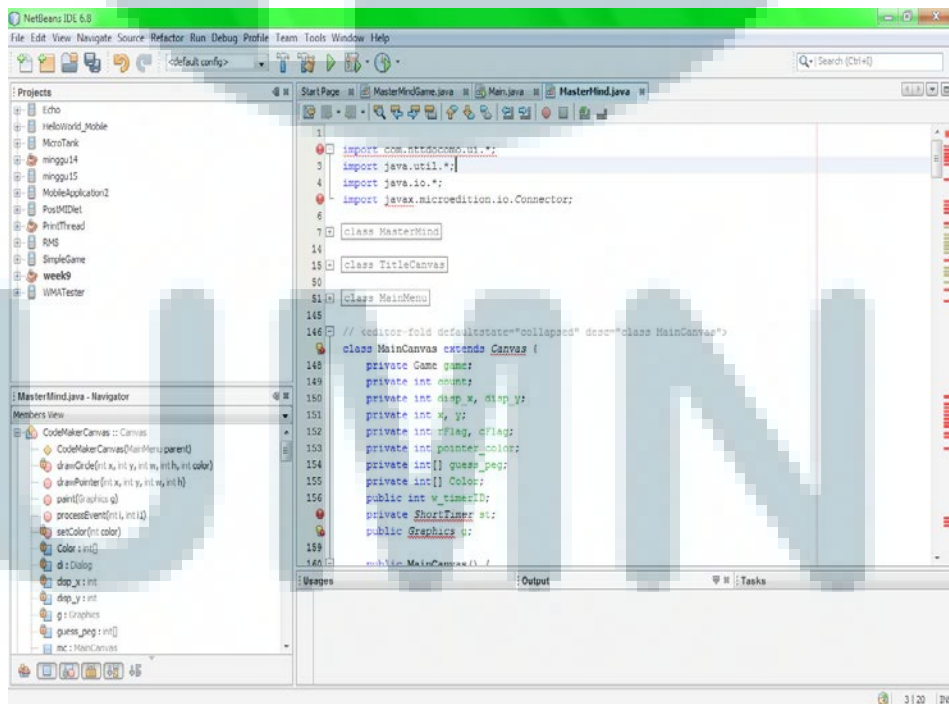 NetBeans IDE 6.8
File Edit View Navigate Source Refactor Run Debug Profile Team Tools Window Help
<default config>
Search (Ctrl+I)
Projects
Start Page MasterMindGame.java Main.java MasterMind.java
Echo
HelloWorld_Mobile
MicroTank
minggu14
minggu15
MobileApplication2
PostMIDlet
PrintThread
RMS
SimpleGame
week9
WMATester
1
import com.nttdocomo.ui.*;
3 import java.util.*;
4 import java.io.*;
import javax.microedition.io.Connector;
6
7 class MasterMind
14
15 class TitleCanvas
50
51 class MainMenu
145
146 // <editor-fold defaultstate="collapsed" desc="class MainCanvas">
class MainCanvas extends Canvas {
148 private Game game;
149 private int count;
150 private int disp_x, disp_y;
151 private int x, y;
152 private int rFlag, cFlag;
153 private int pointer_color;
154 private int[] guess_peg;
155 private int[] Color;
156 public int w_timerID;
private ShortTimer st;
public Graphics g;
159
160 public MainCanvas() {
MasterMind.java - Navigator
Members View
CodeMakerCanvas :: Canvas
CodeMakerCanvas(MainMenu parent)
drawCircle(int x, int y, int w, int h, int color)
drawPointer(int x, int y, int w, int h)
paint(Graphics g)
processEvent(int i, int i1)
setColor(int color)
Color : int[]
di : Dialog
disp_x : int
disp_y : int
g : Graphics
guess_peg : int[]
mc : MainCanvas
Usages Output Tasks
3 | 20 INS
UMN